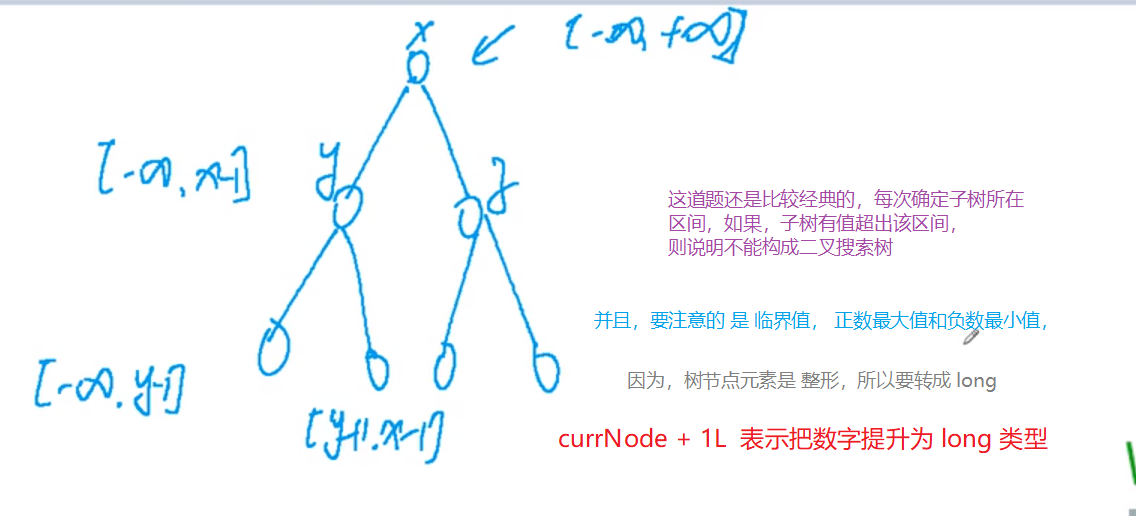 x
[-∞, +∞]
[-∞, x-1]
y
z
这道题还是比较经典的，每次确定子树所在
区间，如果，子树有值超出该区间，
则说明不能构成二叉搜索树
并且，要注意的 是 临界值， 正数最大值和负数最小值，
因为，树节点元素是 整形，所以要转成 long
[-∞, y-1]
[y+1, x-1]
currNode + 1L 表示把数字提升为 long 类型